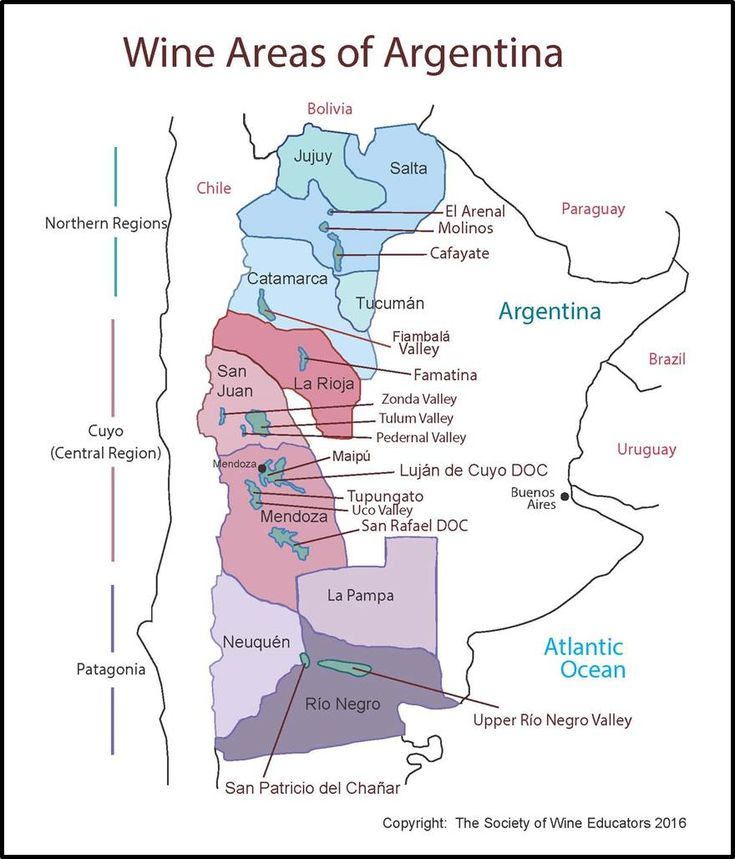 Wine Areas of Argentina
Bolivia
Jujuy
Salta
Chile
El Arenal
Paraguay
Northern Regions
Molinos
Cafayate
Catamarca
Tucumán
Argentina
Fiambalá
Valley
Brazil
San
Juan
La Rioja
Famatina
Zonda Valley
Tulum Valley
Cuyo
(Central Region)
Pedernal Valley
Uruguay
Maipú
Mendoza
Luján de Cuyo DOC
Buenos
Aires
Tupungato
Uco Valley
Mendoza
San Rafael DOC
La Pampa
Neuquén
Atlantic
Ocean
Patagonia
Río Negro
Upper Río Negro Valley
San Patricio del Chañar
Copyright: The Society of Wine Educators 2016